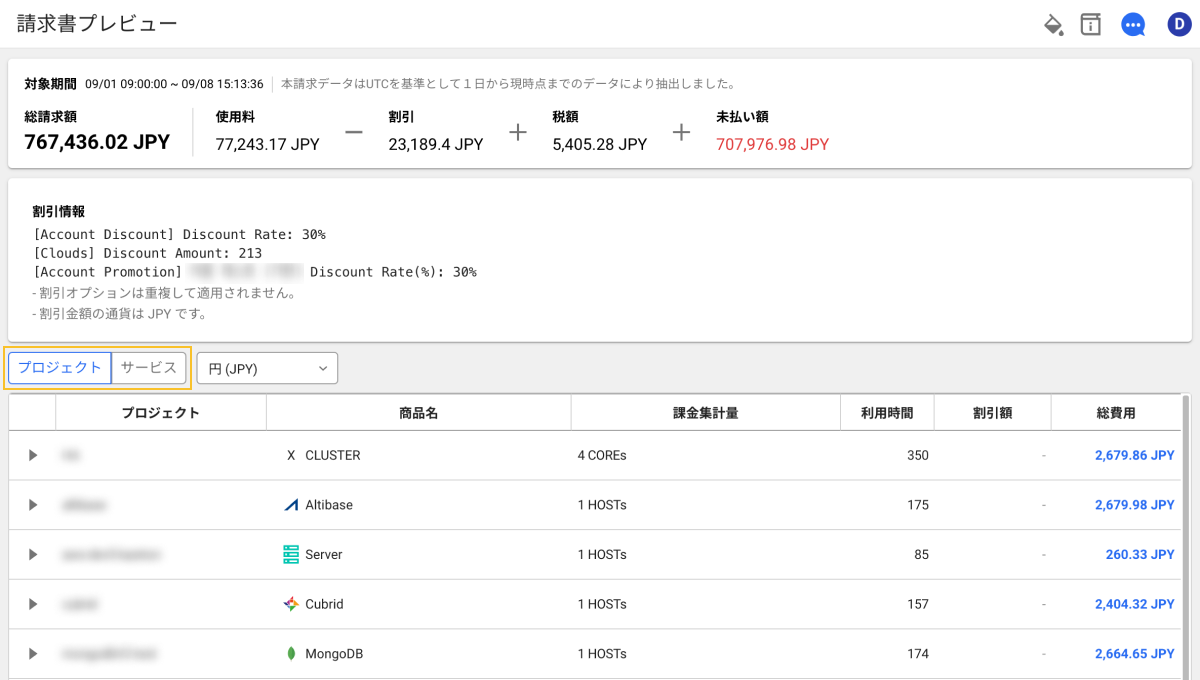 請求書プレビュー
D
対象期間 09/01 09:00:00 ~ 09/08 15:13:36 本請求データはUTCを基準として１日から現時点までのデータにより抽出しました。
総請求額 使用料 割引 税額 未払い額
767,436.02 JPY 77,243.17 JPY − 23,189.4 JPY + 5,405.28 JPY + 707,976.98 JPY
割引情報
[Account Discount] Discount Rate: 30%
[Clouds] Discount Amount: 213
[Account Promotion] Discount Rate(%): 30%
- 割引オプションは重複して適用されません。
- 割引金額の通貨は JPY です。
プロジェクト サービス 円 (JPY)
プロジェクト 商品名 課金集計量 利用時間 割引額 総費用
X CLUSTER 4 COREs 350 - 2,679.86 JPY
Altibase 1 HOSTs 175 - 2,679.98 JPY
Server 1 HOSTs 85 - 260.33 JPY
Cubrid 1 HOSTs 157 - 2,404.32 JPY
MongoDB 1 HOSTs 174 - 2,664.65 JPY